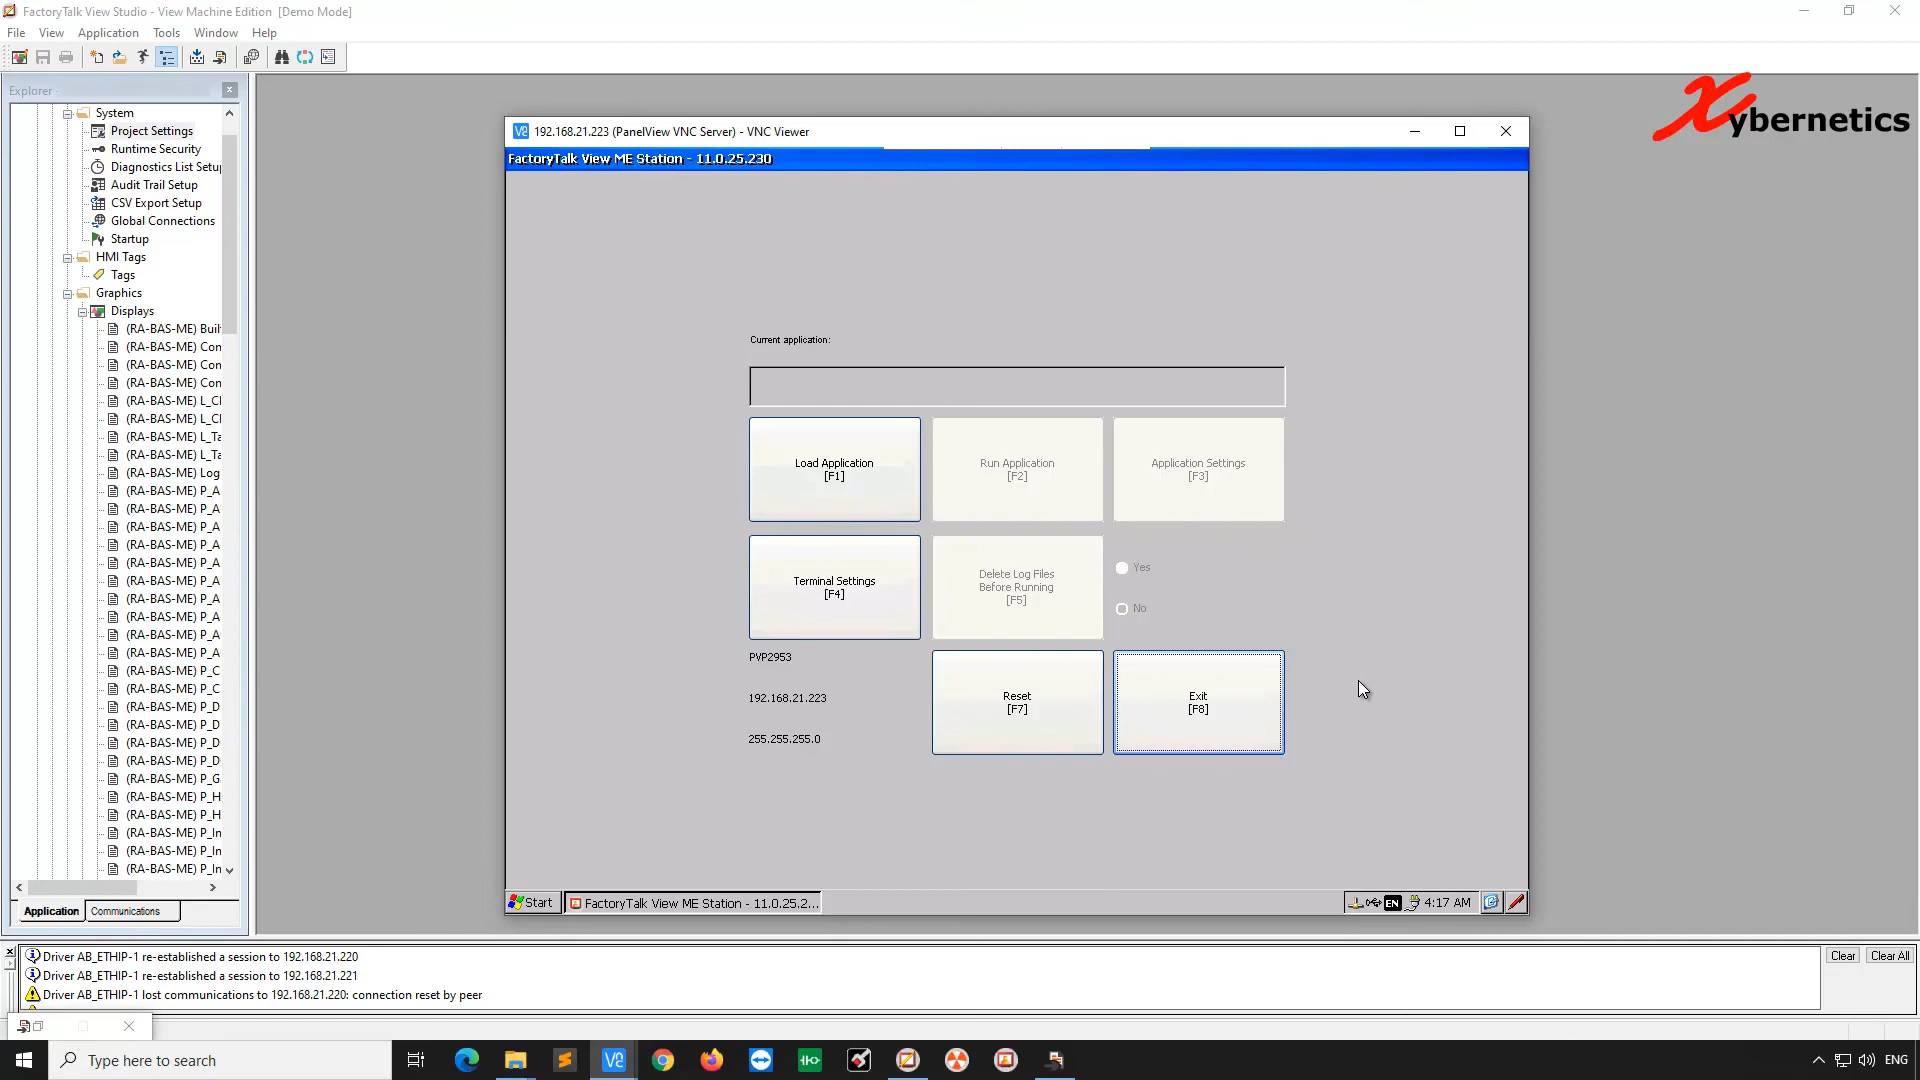 FactoryTalk View Studio - View Machine Edition  [Demo Mode]
File View Application Tools Window Help
Explorer
System
Project Settings
Runtime Security
Diagnostics List Setup
Audit Trail Setup
CSV Export Setup
Global Connections
Startup
HMI Tags
Tags
Graphics
Displays
(RA-BAS-ME) Buil
(RA-BAS-ME) Con
(RA-BAS-ME) Con
(RA-BAS-ME) Con
(RA-BAS-ME) L_Cl
(RA-BAS-ME) L_Cl
(RA-BAS-ME) L_Ta
(RA-BAS-ME) L_Ta
(RA-BAS-ME) Log
(RA-BAS-ME) P_A
(RA-BAS-ME) P_A
(RA-BAS-ME) P_A
(RA-BAS-ME) P_A
(RA-BAS-ME) P_A
(RA-BAS-ME) P_A
(RA-BAS-ME) P_A
(RA-BAS-ME) P_A
(RA-BAS-ME) P_A
(RA-BAS-ME) P_A
(RA-BAS-ME) P_C
(RA-BAS-ME) P_C
(RA-BAS-ME) P_D
(RA-BAS-ME) P_D
(RA-BAS-ME) P_D
(RA-BAS-ME) P_D
(RA-BAS-ME) P_G
(RA-BAS-ME) P_H
(RA-BAS-ME) P_H
(RA-BAS-ME) P_In
(RA-BAS-ME) P_In
(RA-BAS-ME) P_In
Application Communications
Xybernetics
192.168.21.223 (PanelView VNC Server) - VNC Viewer
FactoryTalk View ME Station - 11.0.25.230
Current application:
Load Application
[F1]
Run Application
[F2]
Application Settings
[F3]
Terminal Settings
[F4]
Delete Log Files
Before Running
[F5]
Yes
No
PVP2953
192.168.21.223
255.255.255.0
Reset
[F7]
Exit
[F8]
Start FactoryTalk View ME Station - 11.0.25.2... EN 4:17 AM
Driver AB_ETHIP-1 re-established a session to 192.168.21.220
Driver AB_ETHIP-1 re-established a session to 192.168.21.221
Driver AB_ETHIP-1 lost communications to 192.168.21.220: connection reset by peer
Clear Clear All
Type here to search
ENG